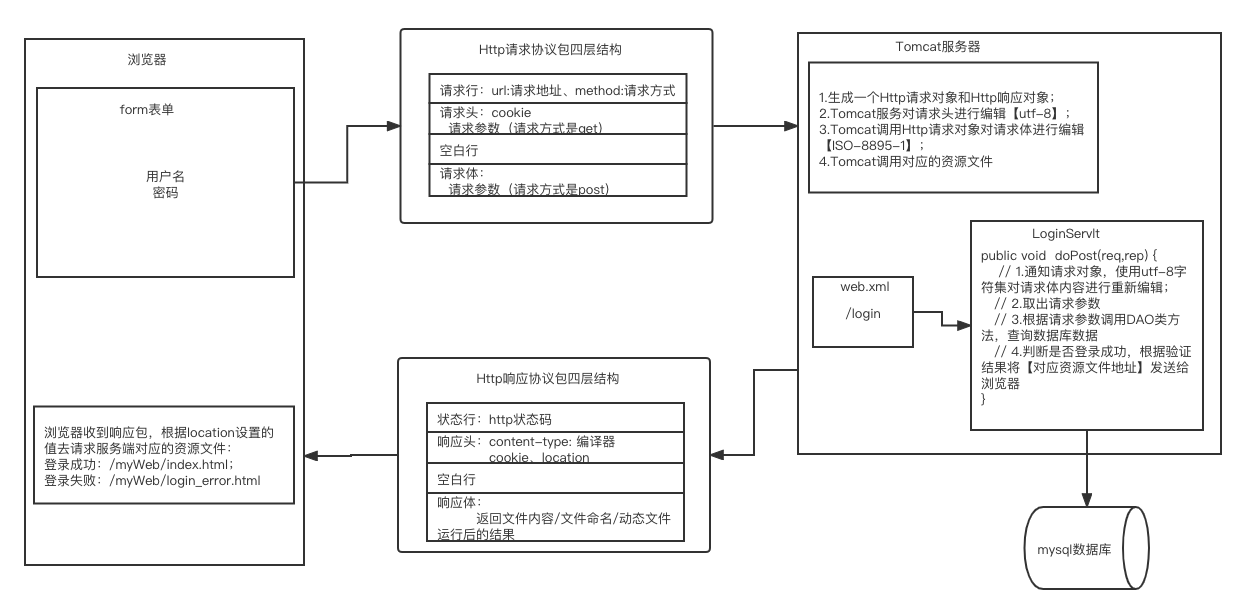 浏览器
form表单
用户名
密码
Http请求协议包四层结构
请求行：url:请求地址、method:请求方式
请求头：cookie
请求参数（请求方式是get）
空白行
请求体：
请求参数（请求方式是post）
Tomcat服务器
1.生成一个Http请求对象和Http响应对象；
2.Tomcat服务对请求头进行编辑【utf-8】；
3.Tomcat调用Http请求对象对请求体进行编辑
【ISO-8895-1】；
4.Tomcat调用对应的资源文件
web.xml
/login
LoginServlt
public void  doPost(req,rep) {
// 1.通知请求对象，使用utf-8字
符集对请求体内容进行重新编辑；
// 2.取出请求参数
// 3.根据请求参数调用DAO类方
法，查询数据库数据
// 4.判断是否登录成功，根据验证
结果将【对应资源文件地址】发送给
浏览器
}
Http响应协议包四层结构
状态行：http状态码
响应头：content-type: 编译器
cookie、location
空白行
响应体：
返回文件内容/文件命名/动态文件
运行后的结果
浏览器收到响应包，根据location设置的
值去请求服务端对应的资源文件：
登录成功：/myWeb/index.html；
登录失败：/myWeb/login_error.html
mysql数据库